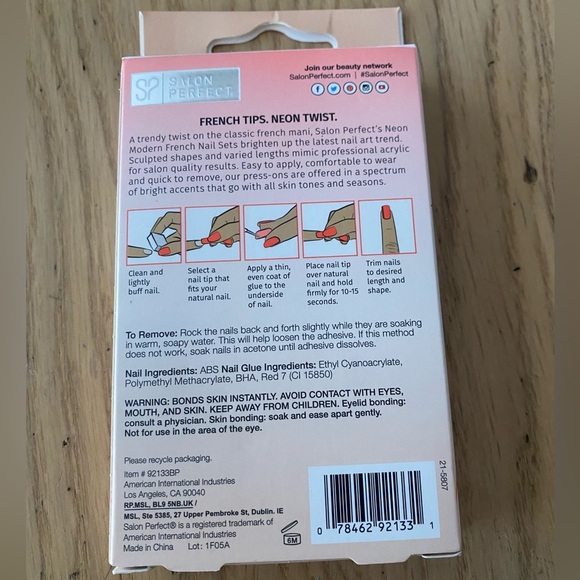 Join our beauty network
SalonPerfect.com | #SalonPerfect
SP SALON
PERFECT.
FRENCH TIPS. NEON TWIST.
A trendy twist on the classic french mani, Salon Perfect's Neon
Modern French Nail Sets brighten up the latest nail art trend.
Sculpted shapes and varied lengths mimic professional acrylic
for salon quality results. Easy to apply, comfortable to wear
and quick to remove, our press-ons are offered in a spectrum
of bright accents that go with all skin tones and seasons.
Clean and
lightly
buff nail.
Select a
nail tip that
fits your
natural nail.
Apply a thin,
even coat of
glue to the
underside
of nail.
Place nail tip
over natural
nail and hold
firmly for 10-15
seconds.
Trim nails
to desired
length and
shape.
To Remove: Rock the nails back and forth slightly while they are soaking
in warm, soapy water. This will help loosen the adhesive. If this method
does not work, soak nails in acetone until adhesive dissolves.
Nail Ingredients: ABS Nail Glue Ingredients: Ethyl Cyanoacrylate,
Polymethyl Methacrylate, BHA, Red 7 (CI 15850)
WARNING: BONDS SKIN INSTANTLY. AVOID CONTACT WITH EYES,
MOUTH, AND SKIN. KEEP AWAY FROM CHILDREN. Eyelid bonding:
consult a physician. Skin bonding: soak and ease apart gently.
Not for use in the area of the eye.
Please recycle packaging.
Item # 92133BP
American International Industries
Los Angeles, CA 90040
RP.MSL, BL9 5NB.UK /
MSL, Ste 5385, 27 Upper Pembroke St, Dublin. IE
Salon Perfect® is a registered trademark of
American International Industries
Made in China Lot: 1F05A
6M
21-5807
0 78462 92133 1